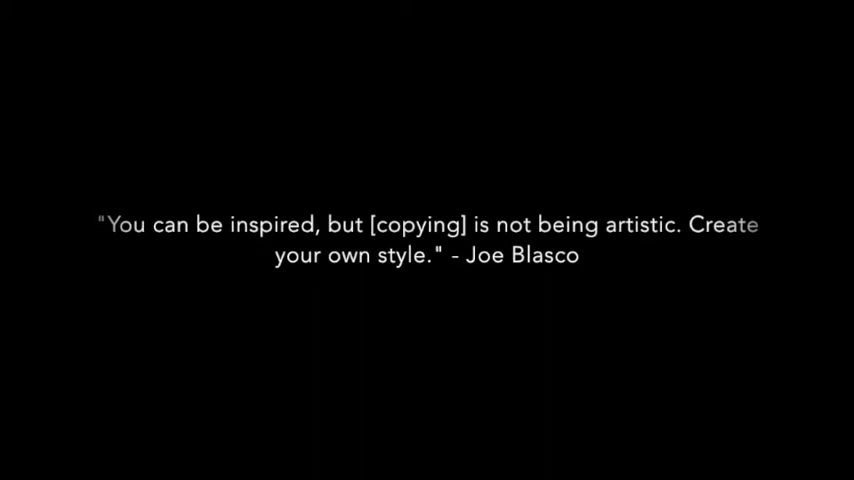 "You can be inspired, but [copying] is not being artistic. Create
your own style." - Joe Blasco